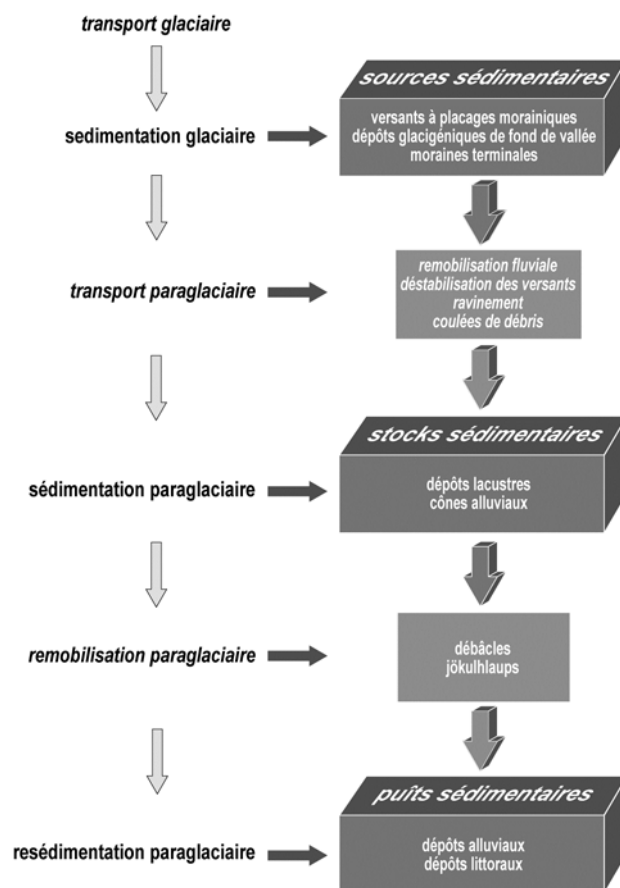 transport glaciaire
sources sédimentaires
sedimentation glaciaire
versants à placages morainiques
dépôts glacigéniques de fond de vallée
moraines terminales
transport paraglaciaire
remobilisation fluviale
déstabilisation des versants
ravinement
coulées de débris
stocks sédimentaires
sédimentation paraglaciaire
dépôts lacustres
cônes alluviaux
remobilisation paraglaciaire
débâcles
jökulhlaups
puîts sédimentaires
resédimentation paraglaciaire
dépôts alluviaux
dépôts littoraux